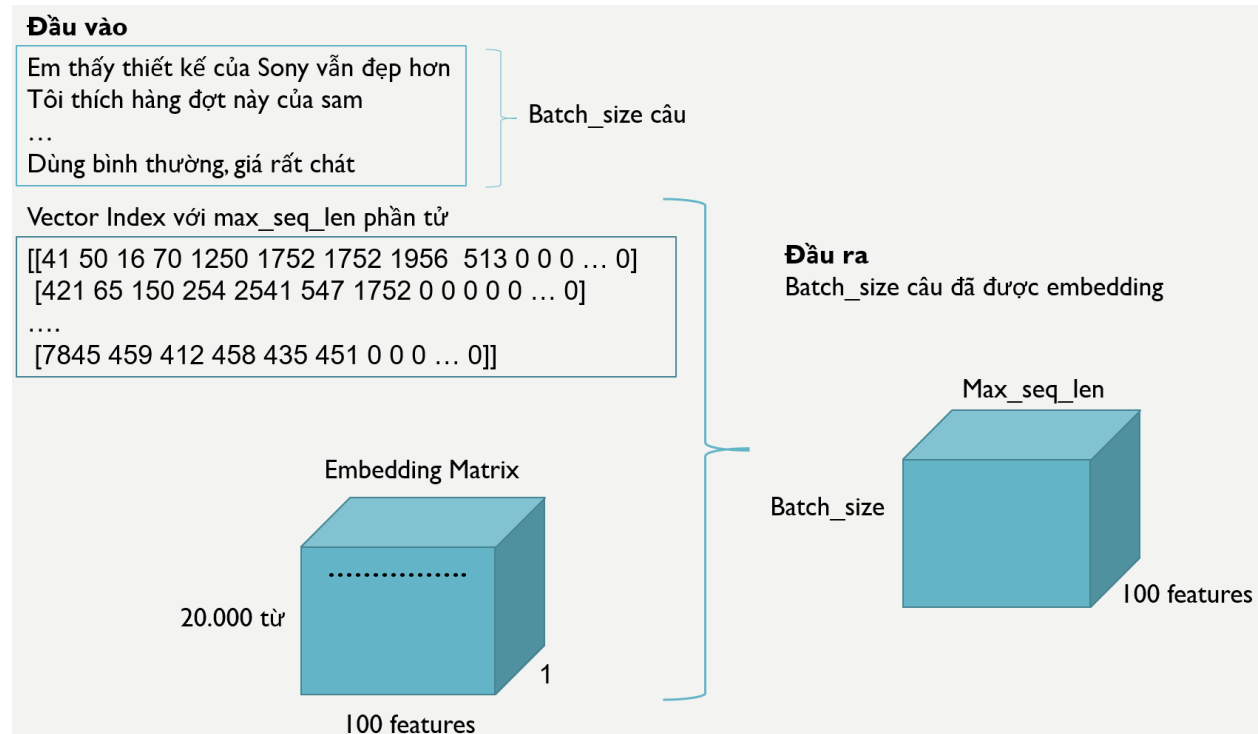 Đầu vào
Em thấy thiết kế của Sony vẫn đẹp hơn
Tôi thích hàng đợt này của sam
…
Dùng bình thường, giá rất chát
Batch_size câu
Vector Index với max_seq_len phần tử
[[41 50 16 70 1250 1752 1752 1956 513 0 0 0 … 0]
[421 65 150 254 2541 547 1752 0 0 0 0 0 … 0]
….
[7845 459 412 458 435 451 0 0 0 … 0]]
Đầu ra
Batch_size câu đã được embedding
Embedding Matrix
20.000 từ
1
100 features
Max_seq_len
Batch_size
100 features